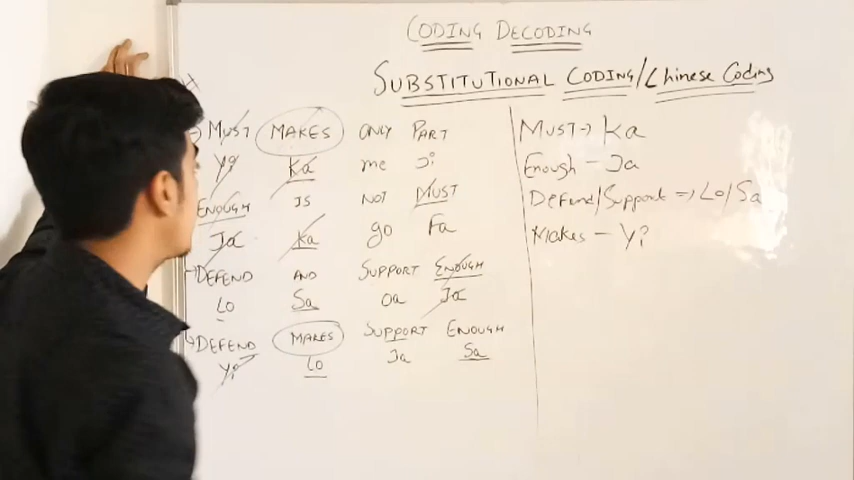 CODING DECODING
SUBSTITUTIONAL CODING/Chinese Coding
MUST MAKES ONLY PART
Yi Ka me Ji
ENOUGH IS NOT MUST
Ja Ka go Fa
DEFEND AND SUPPORT ENOUGH
Lo Sa Oa Ja
DEFEND MAKES SUPPORT ENOUGH
Yi Lo Ja Sa
MUST → Ka
Enough - Ja
Defend/Support → Lo/Sa
Makes - Yi